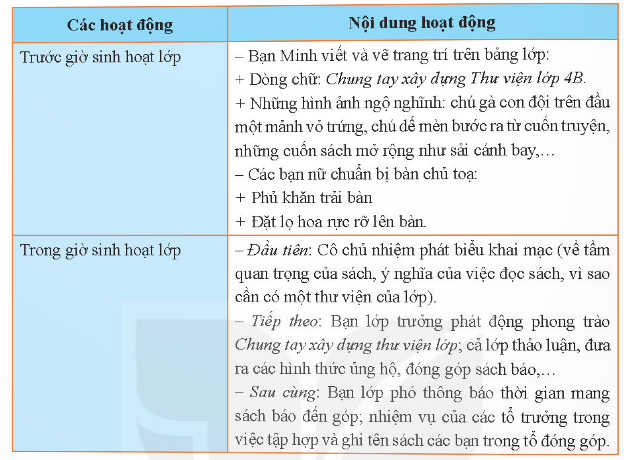 Các hoạt động
Nội dung hoạt động
Trước giờ sinh hoạt lớp
– Bạn Minh viết và vẽ trang trí trên bảng lớp:
+ Dòng chữ: Chung tay xây dựng Thư viện lớp 4B.
+ Những hình ảnh ngộ nghĩnh: chú gà con đội trên đầu
một mảnh vỏ trứng, chú dế mèn bước ra từ cuốn truyện,
những cuốn sách mở rộng như sải cánh bay,…
– Các bạn nữ chuẩn bị bàn chủ toạ:
+ Phủ khăn trải bàn
+ Đặt lọ hoa rực rỡ lên bàn.
Trong giờ sinh hoạt lớp
– Đầu tiên: Cô chủ nhiệm phát biểu khai mạc (về tầm
quan trọng của sách, ý nghĩa của việc đọc sách, vì sao
cần có một thư viện của lớp).
– Tiếp theo: Bạn lớp trưởng phát động phong trào
Chung tay xây dựng thư viện lớp; cả lớp thảo luận, đưa
ra các hình thức ủng hộ, đóng góp sách báo,…
– Sau cùng: Bạn lớp phó thông báo thời gian mang
sách báo đến góp; nhiệm vụ của các tổ trưởng trong
việc tập hợp và ghi tên sách các bạn trong tổ đóng góp.